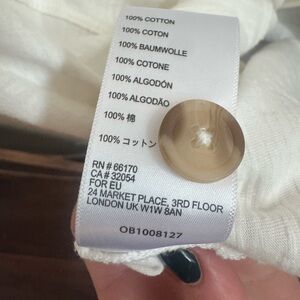 100% COTTON
100% COTON
100% BAUMWOLLE
100% COTONE
100% ALGODÓN
100% ALGODÃO
100% 棉
100% コットン
RN # 66170
CA # 32054
FOR EU
24 MARKET PLACE, 3RD FLOOR
LONDON UK W1W 8AN
OB1008127